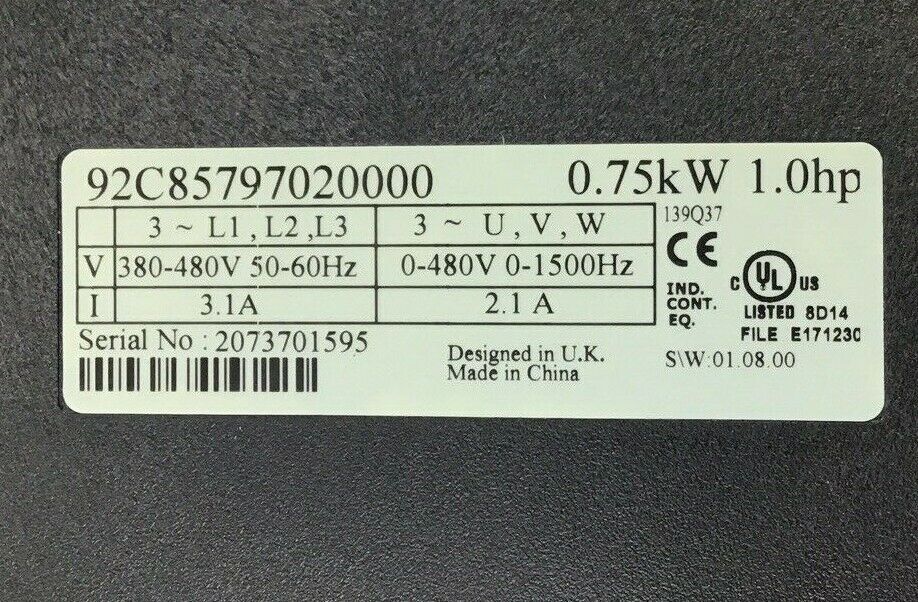 92C85797020000 0.75kW 1.0hp
3 ~ L1 , L2 ,L3 3 ~ U , V , W 139Q37
CE
V 380-480V 50-60Hz 0-480V 0-1500Hz
C UL US
I 3.1A 2.1 A
IND.
CONT.
EQ.
LISTED 8D14
FILE E171230
Serial No : 2073701595
Designed in U.K.
Made in China
S\W:01.08.00